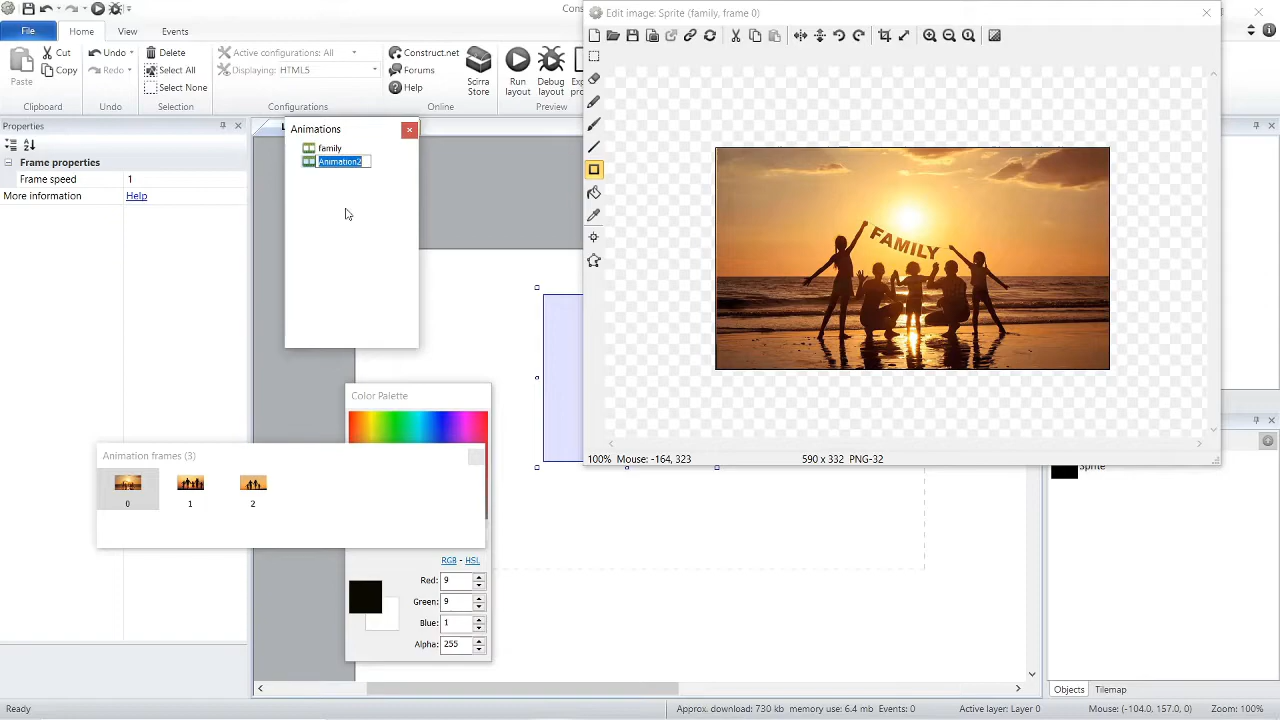 Cons
Edit image: Sprite (family, frame 0)
File
Home
View
Events
Paste
Cut
Copy
Clipboard
Undo
Redo
Undo
Delete
Select All
Select None
Selection
Active configurations: All
Displaying: HTML5
Configurations
Construct.net
Forums
Help
Online
Scirra
Store
Run
layout
Debug
layout
Preview
Properties
Frame properties
Frame speed 1
More information Help
Animations
family
Animation2
FAMILY
100% Mouse: -164, 323
590 x 332 PNG-32
Color Palette
Animation frames (3)
0
1
2
RGB - HSL
Red: 9
Green: 9
Blue: 1
Alpha: 255
Sprite
Objects
Tilemap
Ready
Approx. download: 730 kb
memory use: 6.4 mb
Events: 0
Active layer: Layer 0
Mouse: (-104.0, 157.0, 0)
Zoom: 100%